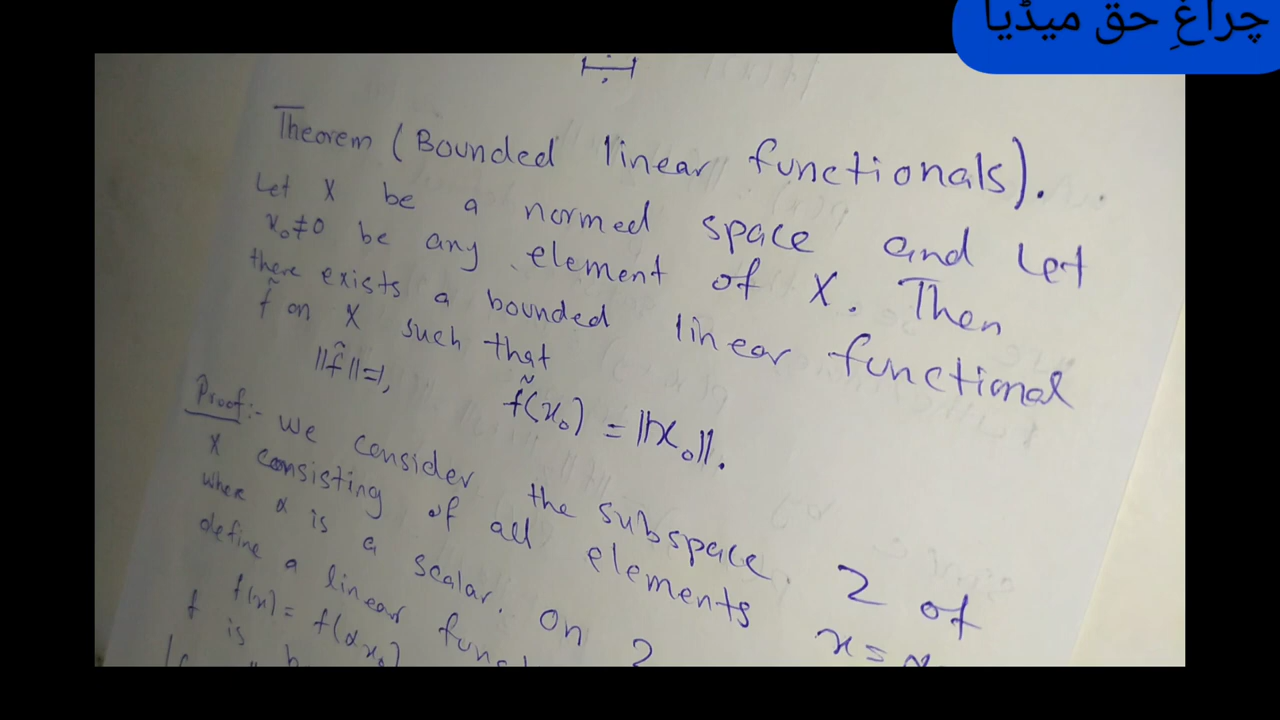 چراغِ حق میڈیا
Theorem (Bounded linear functionals).
Let X be a normed space and Let
x₀≠0 be any element of X. Then
there exists a bounded linear functional
f̃ on X such that
||f̃||=1, f̃(x₀) = ||x₀||.
Proof:- We consider the subspace Z of
X consisting of all elements x =
where α is a scalar. On Z
define a linear
f(x) = f(αx₀)
f is